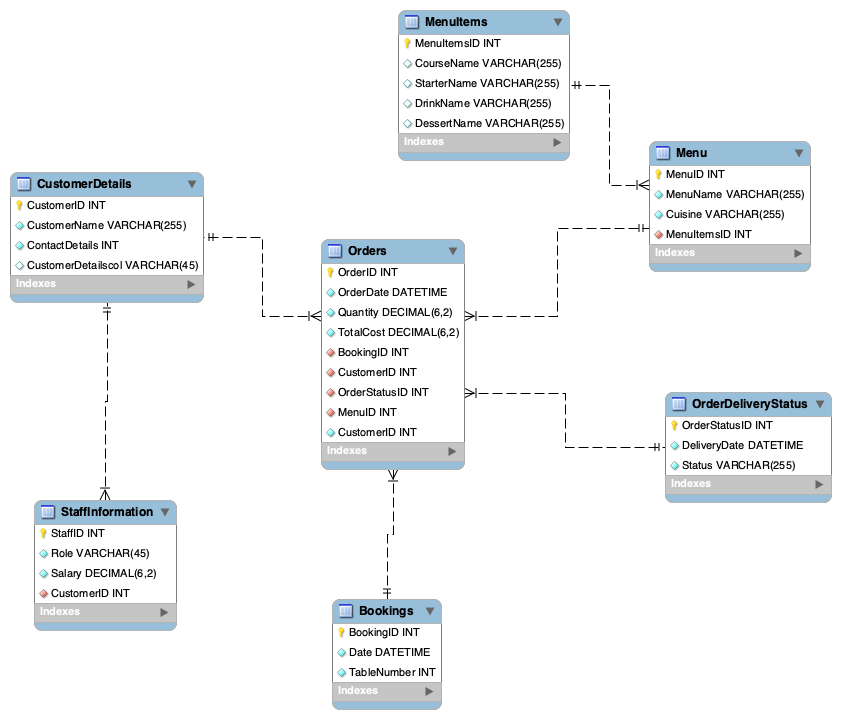 MenuItems
MenuItemsID INT
CourseName VARCHAR(255)
StarterName VARCHAR(255)
DrinkName VARCHAR(255)
DessertName VARCHAR(255)
Indexes
Menu
MenuID INT
MenuName VARCHAR(255)
Cuisine VARCHAR(255)
MenuItemsID INT
Indexes
CustomerDetails
CustomerID INT
CustomerName VARCHAR(255)
ContactDetails INT
CustomerDetailscol VARCHAR(45)
Indexes
Orders
OrderID INT
OrderDate DATETIME
Quantity DECIMAL(6,2)
TotalCost DECIMAL(6,2)
BookingID INT
CustomerID INT
OrderStatusID INT
MenuID INT
CustomerID INT
Indexes
OrderDeliveryStatus
OrderStatusID INT
DeliveryDate DATETIME
Status VARCHAR(255)
Indexes
StaffInformation
StaffID INT
Role VARCHAR(45)
Salary DECIMAL(6,2)
CustomerID INT
Indexes
Bookings
BookingID INT
Date DATETIME
TableNumber INT
Indexes